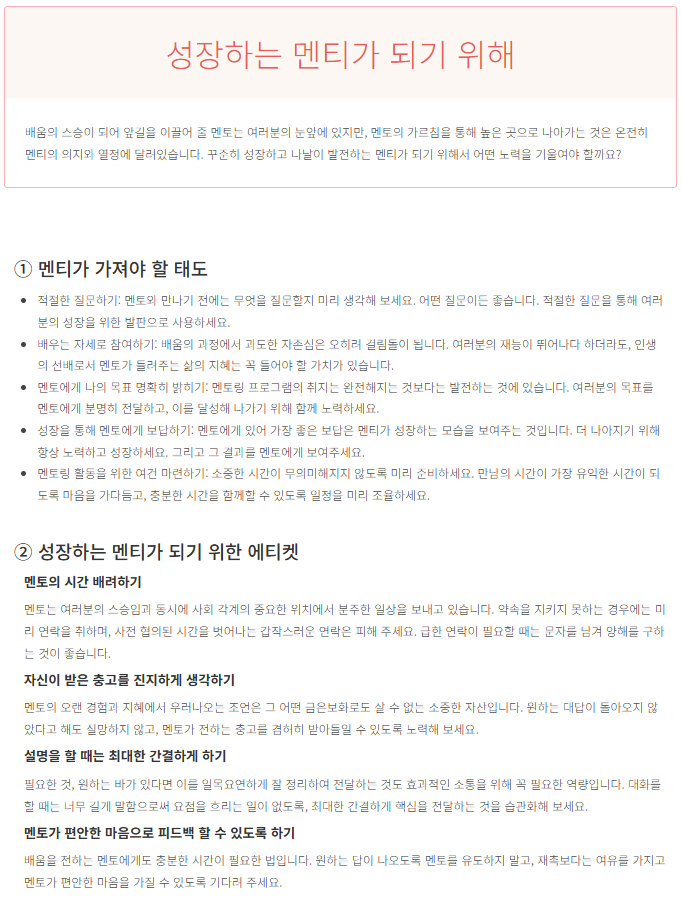 성장하는 멘티가 되기 위해
배움의 스승이 되어 앞길을 이끌어 줄 멘토는 여러분의 눈앞에 있지만, 멘토의 가르침을 통해 높은 곳으로 나아가는 것은 온전히
멘티의 의지와 열정에 달려있습니다. 꾸준히 성장하고 나날이 발전하는 멘티가 되기 위해서 어떤 노력을 기울여야 할까요?
① 멘티가 가져야 할 태도
• 적절한 질문하기: 멘토와 만나기 전에는 무엇을 질문할지 미리 생각해 보세요. 어떤 질문이든 좋습니다. 적절한 질문을 통해 여러
분의 성장을 위한 발판으로 사용하세요.
• 배우는 자세로 참여하기: 배움의 과정에서 과도한 자존심은 오히려 걸림돌이 됩니다. 여러분의 재능이 뛰어나다 하더라도, 인생
의 선배로서 멘토가 들려주는 삶의 지혜는 꼭 들어야 할 가치가 있습니다.
• 멘토에게 나의 목표 명확히 밝히기: 멘토링 프로그램의 취지는 완전해지는 것보다는 발전하는 것에 있습니다. 여러분의 목표를
멘토에게 분명히 전달하고, 이를 달성해 나가기 위해 함께 노력하세요.
• 성장을 통해 멘토에게 보답하기: 멘토에게 있어 가장 좋은 보답은 멘티가 성장하는 모습을 보여주는 것입니다. 더 나아지기 위해
항상 노력하고 성장하세요. 그리고 그 결과를 멘토에게 보여주세요.
• 멘토링 활동을 위한 여건 마련하기: 소중한 시간이 무의미해지지 않도록 미리 준비하세요. 만남의 시간이 가장 유익한 시간이 되
도록 마음을 가다듬고, 충분한 시간을 함께할 수 있도록 일정을 미리 조율하세요.
② 성장하는 멘티가 되기 위한 에티켓
멘토의 시간 배려하기
멘토는 여러분의 스승임과 동시에 사회 각계의 중요한 위치에서 분주한 일상을 보내고 있습니다. 약속을 지키지 못하는 경우에는 미
리 연락을 취하며, 사전 협의된 시간을 벗어나는 갑작스러운 연락은 피해 주세요. 급한 연락이 필요할 때는 문자를 남겨 양해를 구하
는 것이 좋습니다.
자신이 받은 충고를 진지하게 생각하기
멘토의 오랜 경험과 지혜에서 우러나오는 조언은 그 어떤 금은보화로도 살 수 없는 소중한 자산입니다. 원하는 대답이 돌아오지 않
았다고 해도 실망하지 않고, 멘토가 전하는 충고를 겸허히 받아들일 수 있도록 노력해 보세요.
설명을 할 때는 최대한 간결하게 하기
필요한 것, 원하는 바가 있다면 이를 일목요연하게 잘 정리하여 전달하는 것도 효과적인 소통을 위해 꼭 필요한 역량입니다. 대화를
할 때는 너무 길게 말함으로써 요점을 흐리는 일이 없도록, 최대한 간결하게 핵심을 전달하는 것을 습관화해 보세요.
멘토가 편안한 마음으로 피드백 할 수 있도록 하기
배움을 전하는 멘토에게도 충분한 시간이 필요한 법입니다. 원하는 답이 나오도록 멘토를 유도하지 말고, 재촉보다는 여유를 가지고
멘토가 편안한 마음을 가질 수 있도록 기다려 주세요.